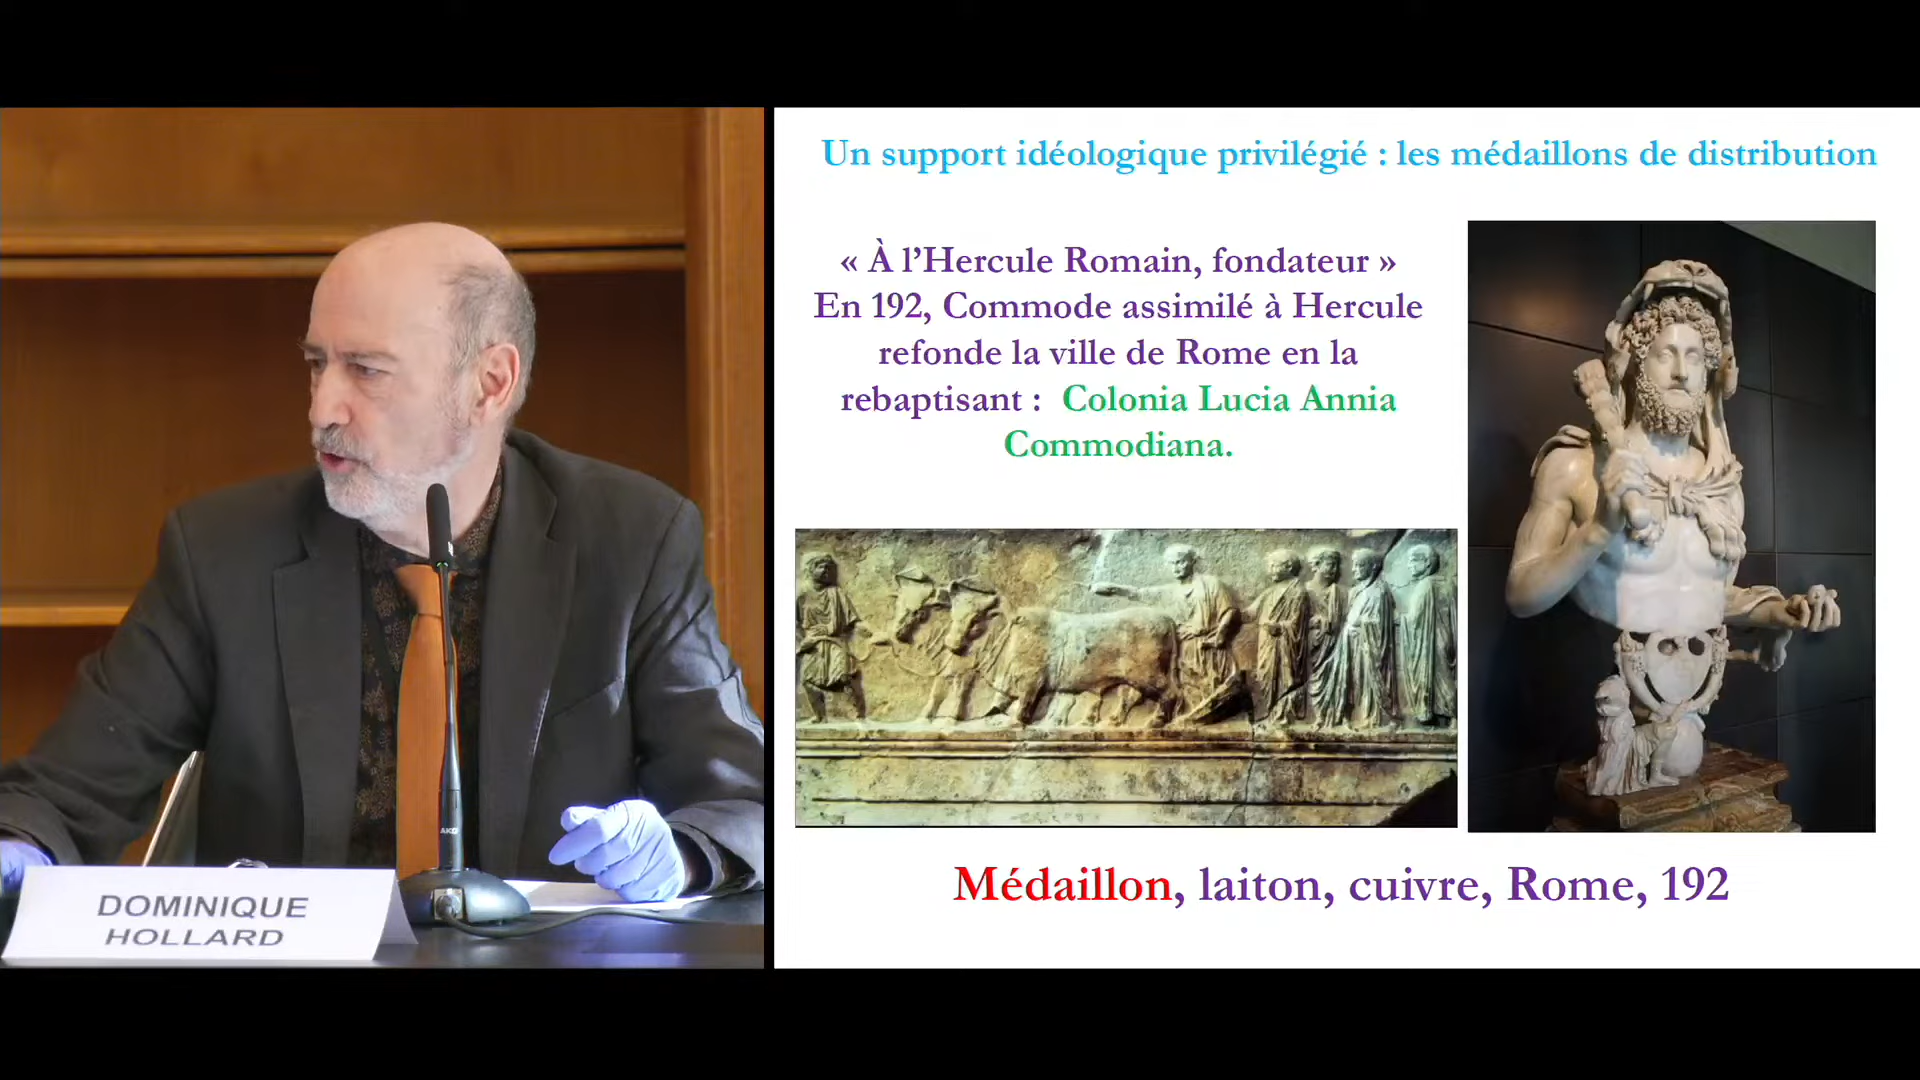 Un support idéologique privilégié : les médaillons de distribution
« À l’Hercule Romain, fondateur »
En 192, Commode assimilé à Hercule
refonde la ville de Rome en la
rebaptisant : Colonia Lucia Annia
Commodiana.
Médaillon, laiton, cuivre, Rome, 192
AKG
DOMINIQUE
HOLLARD